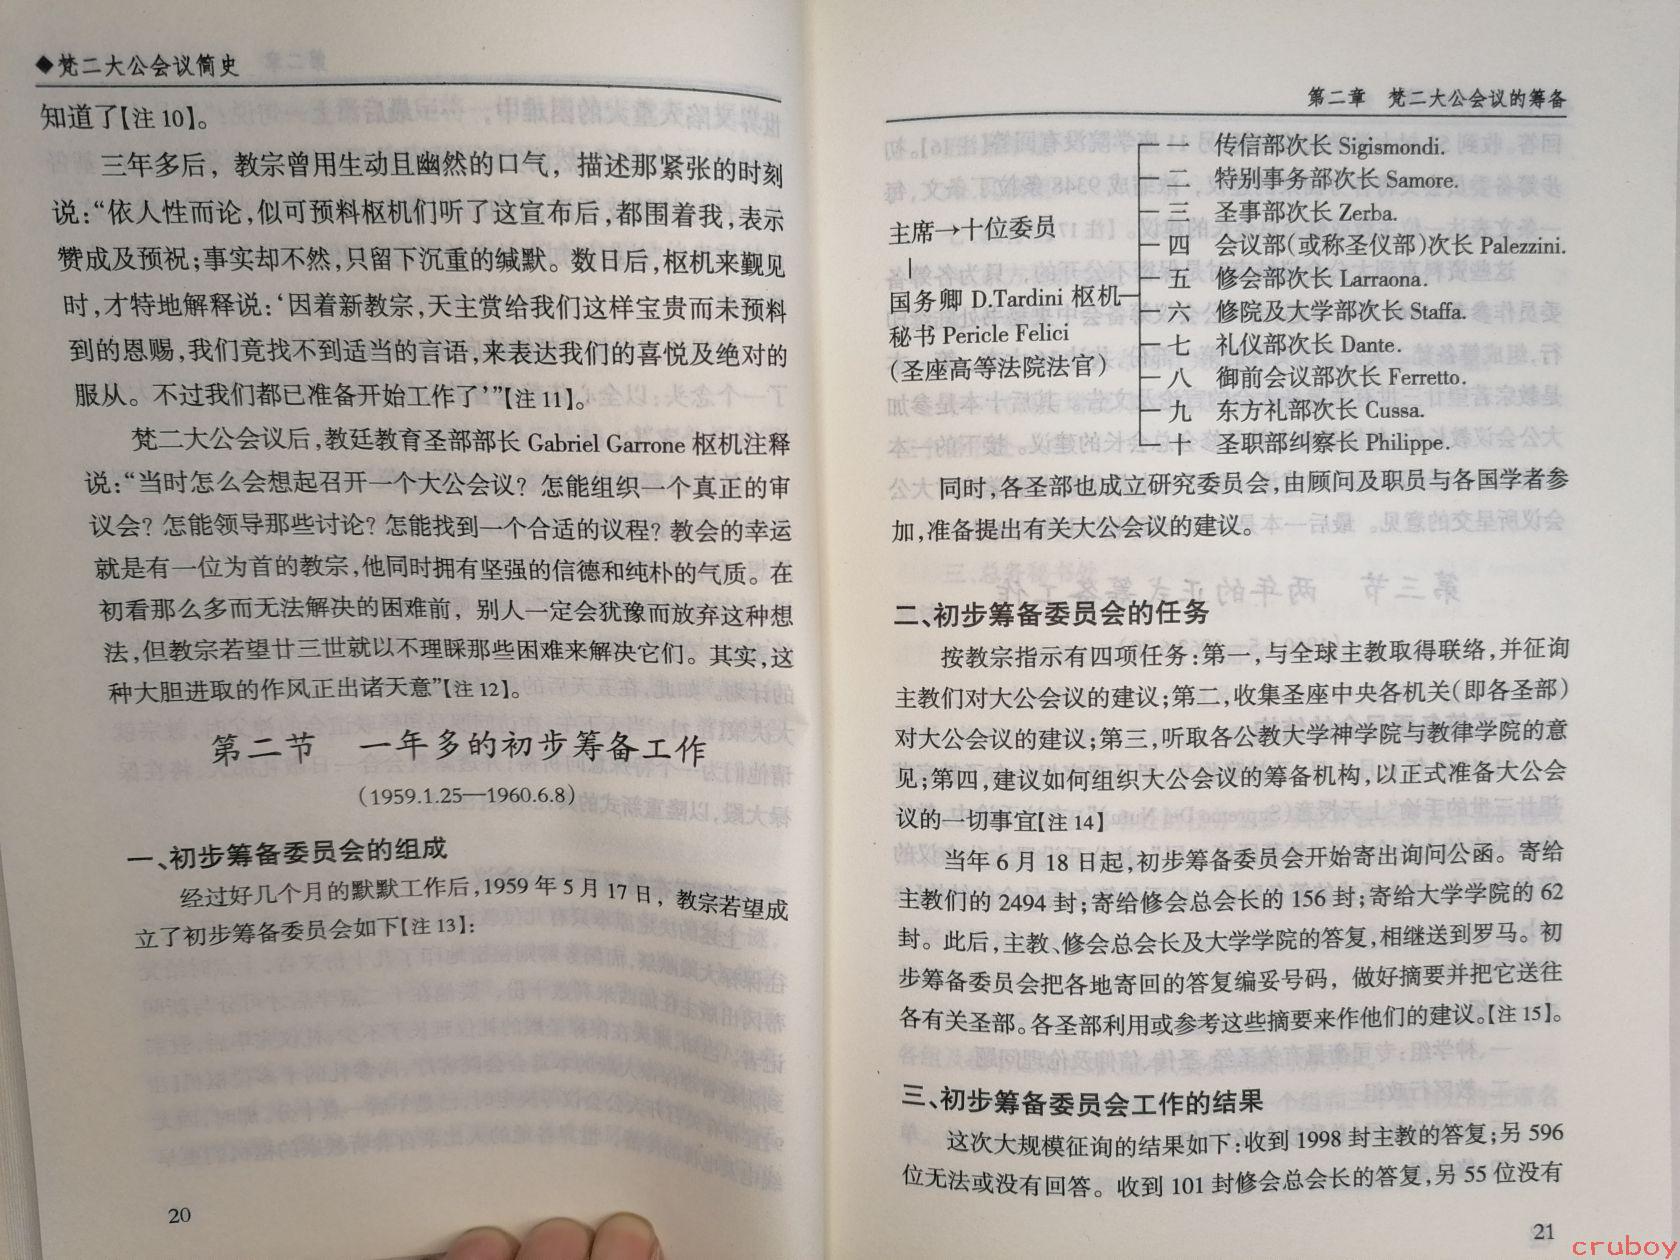 ◆梵二大公会议简史
知道了【注10】。
三年多后，教宗曾用生动且幽然的口气，描述那紧张的时刻
说：“依人性而论，似可预料枢机们听了这宣布后，都围着我，表示
赞成及预祝；事实却不然，只留下沉重的缄默。数日后，枢机来觐见
时，才特地解释说：‘因着新教宗，天主赏给我们这样宝贵而未预料
到的恩赐，我们竟找不到适当的言语，来表达我们的喜悦及绝对的
服从。不过我们都已准备开始工作了’”【注11】。
梵二大公会议后，教廷教育圣部部长 Gabriel Garrone 枢机注释
说：“当时怎么会想起召开一个大公会议？怎能组织一个真正的审
议会？怎能领导那些讨论？怎能找到一个合适的议程？教会的幸运
就是有一位为首的教宗，他同时拥有坚强的信德和纯朴的气质。在
初看那么多而无法解决的困难前，别人一定会犹豫而放弃这种想
法，但教宗若望廿三世就以不理睬那些困难来解决它们。其实，这
种大胆进取的作风正出诸天意”【注12】。
第二节　一年多的初步筹备工作
（1959.1.25—1960.6.8）
一、初步筹备委员会的组成
经过好几个月的默默工作后，1959年5月17日，教宗若望成
立了初步筹备委员会如下【注13】：
20
第二章　梵二大公会议的筹备
一　传信部次长 Sigismondi.
二　特别事务部次长 Samore.
三　圣事部次长 Zerba.
主席→十位委员
四　会议部（或称圣仪部）次长 Palezzini.
五　修会部次长 Larraona.
国务卿 D.Tardini 枢机
六　修院及大学部次长 Staffa.
秘书 Pericle Felici
七　礼仪部次长 Dante.
（圣座高等法院法官）
八　御前会议部次长 Ferretto.
九　东方礼部次长 Cussa.
十　圣职部纠察长 Philippe.
同时，各圣部也成立研究委员会，由顾问及职员与各国学者参
加，准备提出有关大公会议的建议。
二、初步筹备委员会的任务
按教宗指示有四项任务：第一，与全球主教取得联络，并征询
主教们对大公会议的建议；第二，收集圣座中央各机关（即各圣部）
对大公会议的建议；第三，听取各公教大学神学院与教律学院的意
见；第四，建议如何组织大公会议的筹备机构，以正式准备大公会
议的一切事宜【注14】
当年6月18日起，初步筹备委员会开始寄出询问公函。寄给
主教们的2494封；寄给修会总会长的156封；寄给大学学院的62
封。此后，主教、修会总会长及大学学院的答复，相继送到罗马。初
步筹备委员会把各地寄回的答复编妥号码，做好摘要并把它送往
各有关圣部。各圣部利用或参考这些摘要来作他们的建议。【注15】。
三、初步筹备委员会工作的结果
这次大规模征询的结果如下：收到1998封主教的答复；另596
位无法或没有回答。收到101封修会总会长的答复，另55位没有
21
cruboy